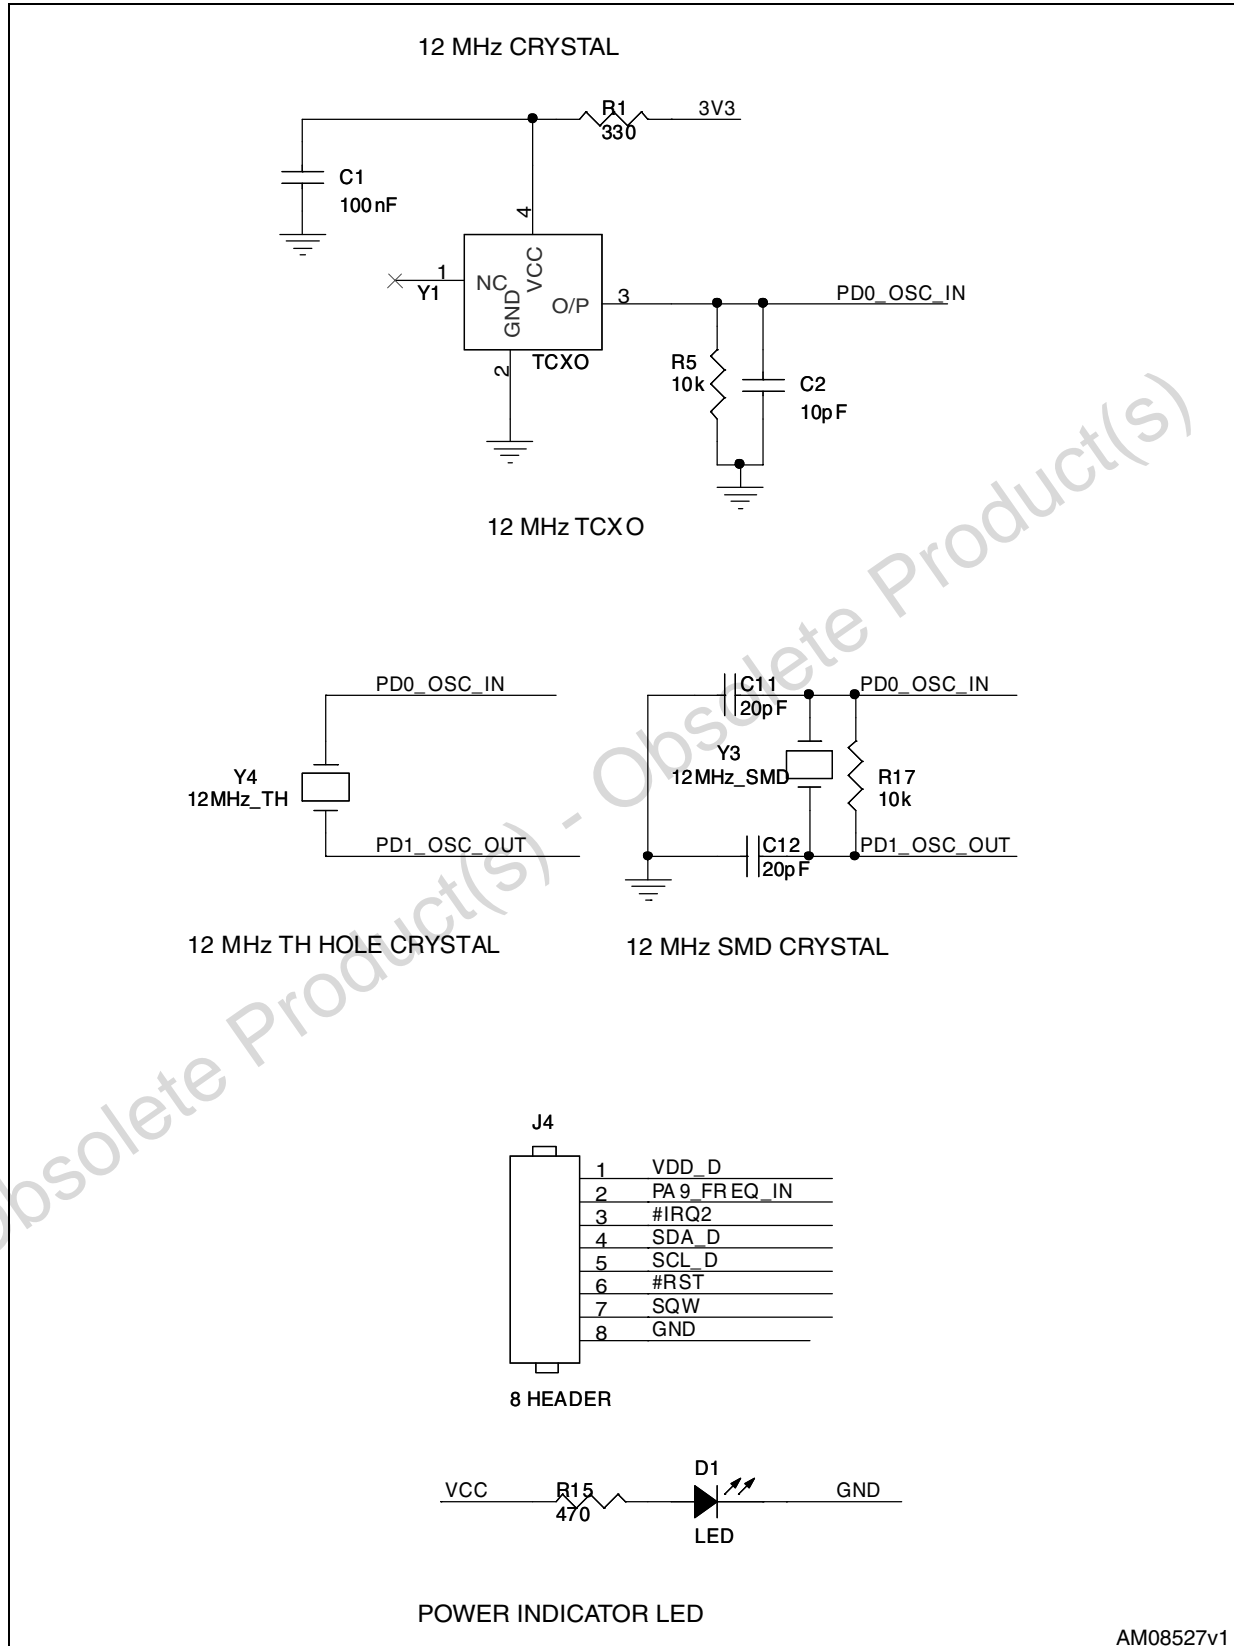 12 MHz CRYSTAL
R1
330
3V3
C1
100nF
4
1
Y1
NC
GND
VCC
O/P
3
PD0_OSC_IN
2
TCXO
R5
10k
C2
10pF
12 MHz TCXO
PD0_OSC_IN
Y4
12MHz_TH
PD1_OSC_OUT
12 MHz TH HOLE CRYSTAL
C11
20pF
PD0_OSC_IN
Y3
12MHz_SMD
R17
10k
C12
20pF
PD1_OSC_OUT
12 MHz SMD CRYSTAL
J4
1 VDD_D
2 PA9_FREQ_IN
3 #IRQ2
4 SDA_D
5 SCL_D
6 #RST
7 SQW
8 GND
8 HEADER
VCC
R15
470
D1
LED
GND
POWER INDICATOR LED
AM08527v1
Obsolete Product(s) - Obsolete Product(s)